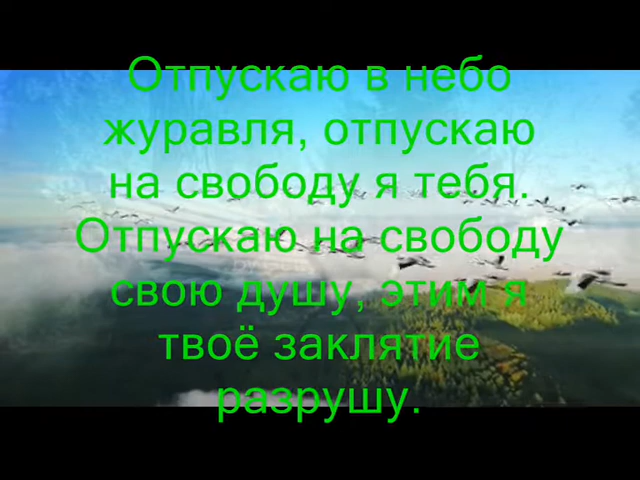 Отпускаю в небо
журавля, отпускаю
на свободу я тебя.
Отпускаю на свободу
свою душу, этим я
твоё заклятие
разрушу.